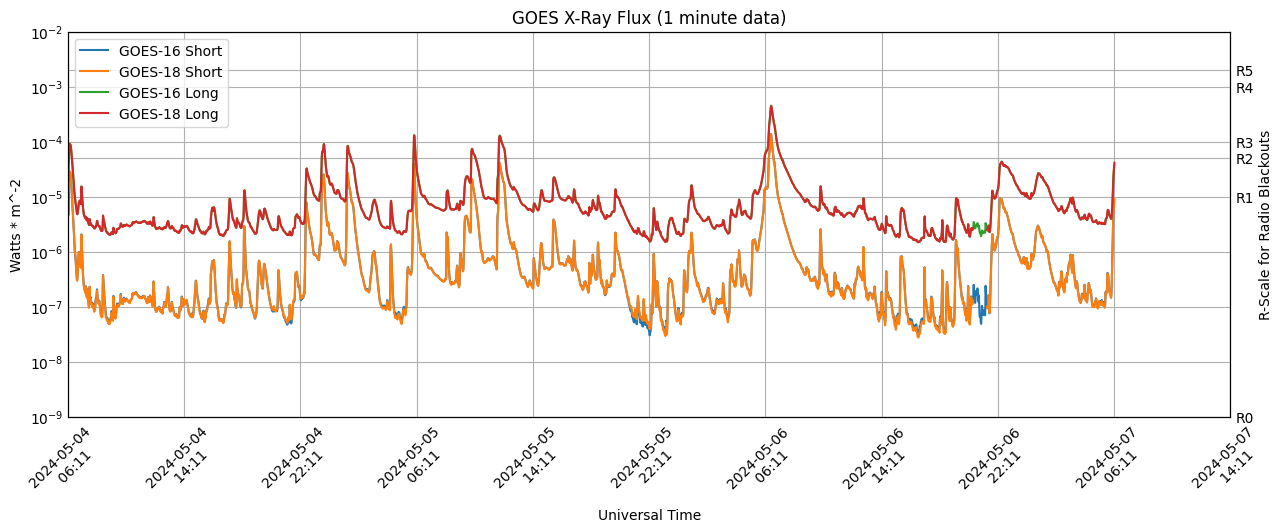 GOES X-Ray Flux (1 minute data)
GOES-16 Short
GOES-18 Short
GOES-16 Long
GOES-18 Long
Watts * m^-2
10^-2
10^-3
10^-4
10^-5
10^-6
10^-7
10^-8
10^-9
R5
R4
R3
R2
R1
R0
R-Scale for Radio Blackouts
2024-05-04
06:11
2024-05-04
14:11
2024-05-04
22:11
2024-05-05
06:11
2024-05-05
14:11
2024-05-05
22:11
2024-05-06
06:11
2024-05-06
14:11
2024-05-06
22:11
2024-05-07
06:11
2024-05-07
14:11
Universal Time